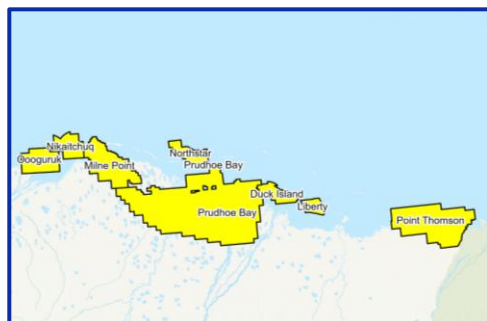 Nikaitchuq
Oooguruk
Milne Point
Northstar
Prudhoe Bay
Duck Island
Prudhoe Bay
Liberty
Point Thomson